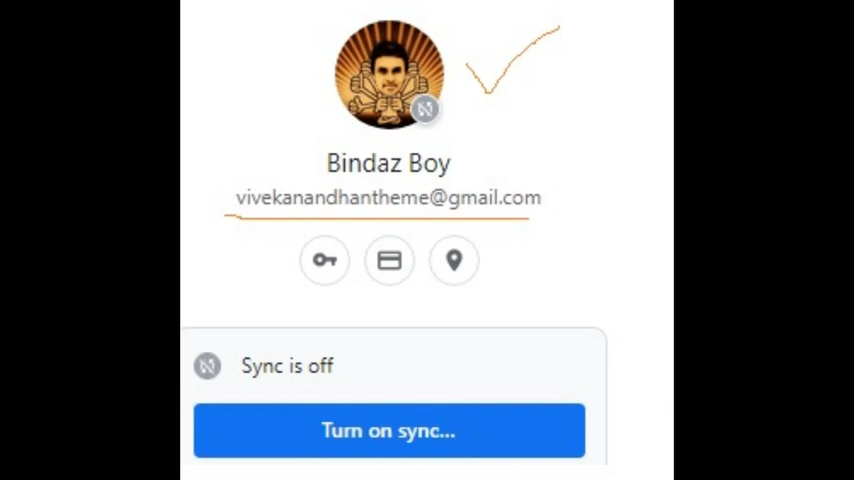 Bindaz Boy
vivekanandhantheme@gmail.com
Sync is off
Turn on sync...